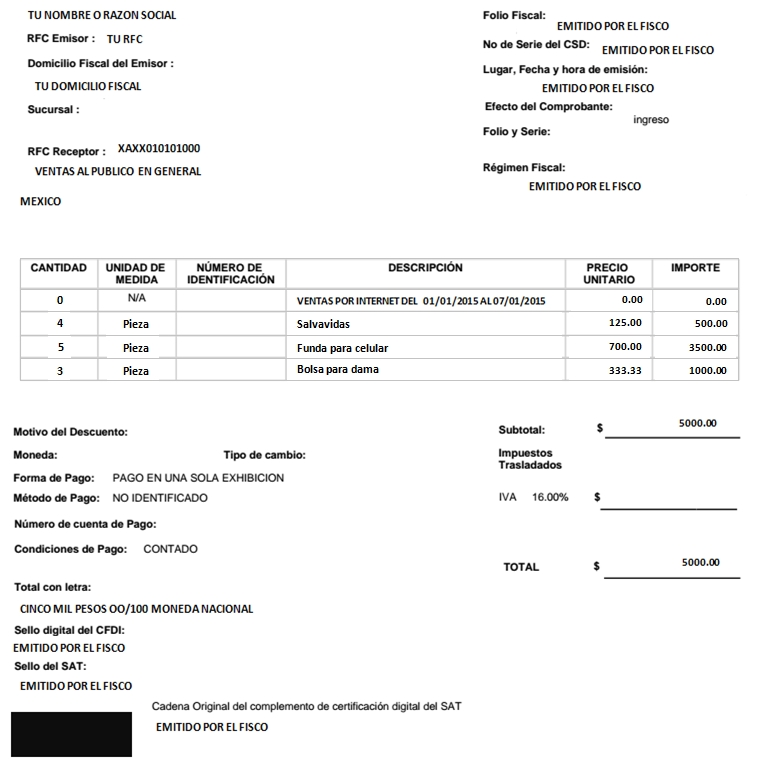 TU NOMBRE O RAZON SOCIAL
RFC Emisor : TU RFC
Domicilio Fiscal del Emisor :
TU DOMICILIO FISCAL
Sucursal :
RFC Receptor : XAXX010101000
VENTAS AL PUBLICO EN GENERAL
MEXICO
Folio Fiscal:
EMITIDO POR EL FISCO
No de Serie del CSD: EMITIDO POR EL FISCO
Lugar, Fecha y hora de emisión:
EMITIDO POR EL FISCO
Efecto del Comprobante:
ingreso
Folio y Serie:
Régimen Fiscal:
EMITIDO POR EL FISCO
CANTIDAD UNIDAD DE MEDIDA NÚMERO DE IDENTIFICACIÓN DESCRIPCIÓN PRECIO UNITARIO IMPORTE
0 N/A VENTAS POR INTERNET DEL 01/01/2015 AL 07/01/2015 0.00 0.00
4 Pieza Salvavidas 125.00 500.00
5 Pieza Funda para celular 700.00 3500.00
3 Pieza Bolsa para dama 333.33 1000.00
Motivo del Descuento:
Moneda: Tipo de cambio:
Forma de Pago: PAGO EN UNA SOLA EXHIBICION
Método de Pago: NO IDENTIFICADO
Número de cuenta de Pago:
Condiciones de Pago: CONTADO
Subtotal: $ 5000.00
Impuestos
Trasladados
IVA 16.00% $
TOTAL $ 5000.00
Total con letra:
CINCO MIL PESOS OO/100 MONEDA NACIONAL
Sello digital del CFDI:
EMITIDO POR EL FISCO
Sello del SAT:
EMITIDO POR EL FISCO
Cadena Original del complemento de certificación digital del SAT
EMITIDO POR EL FISCO